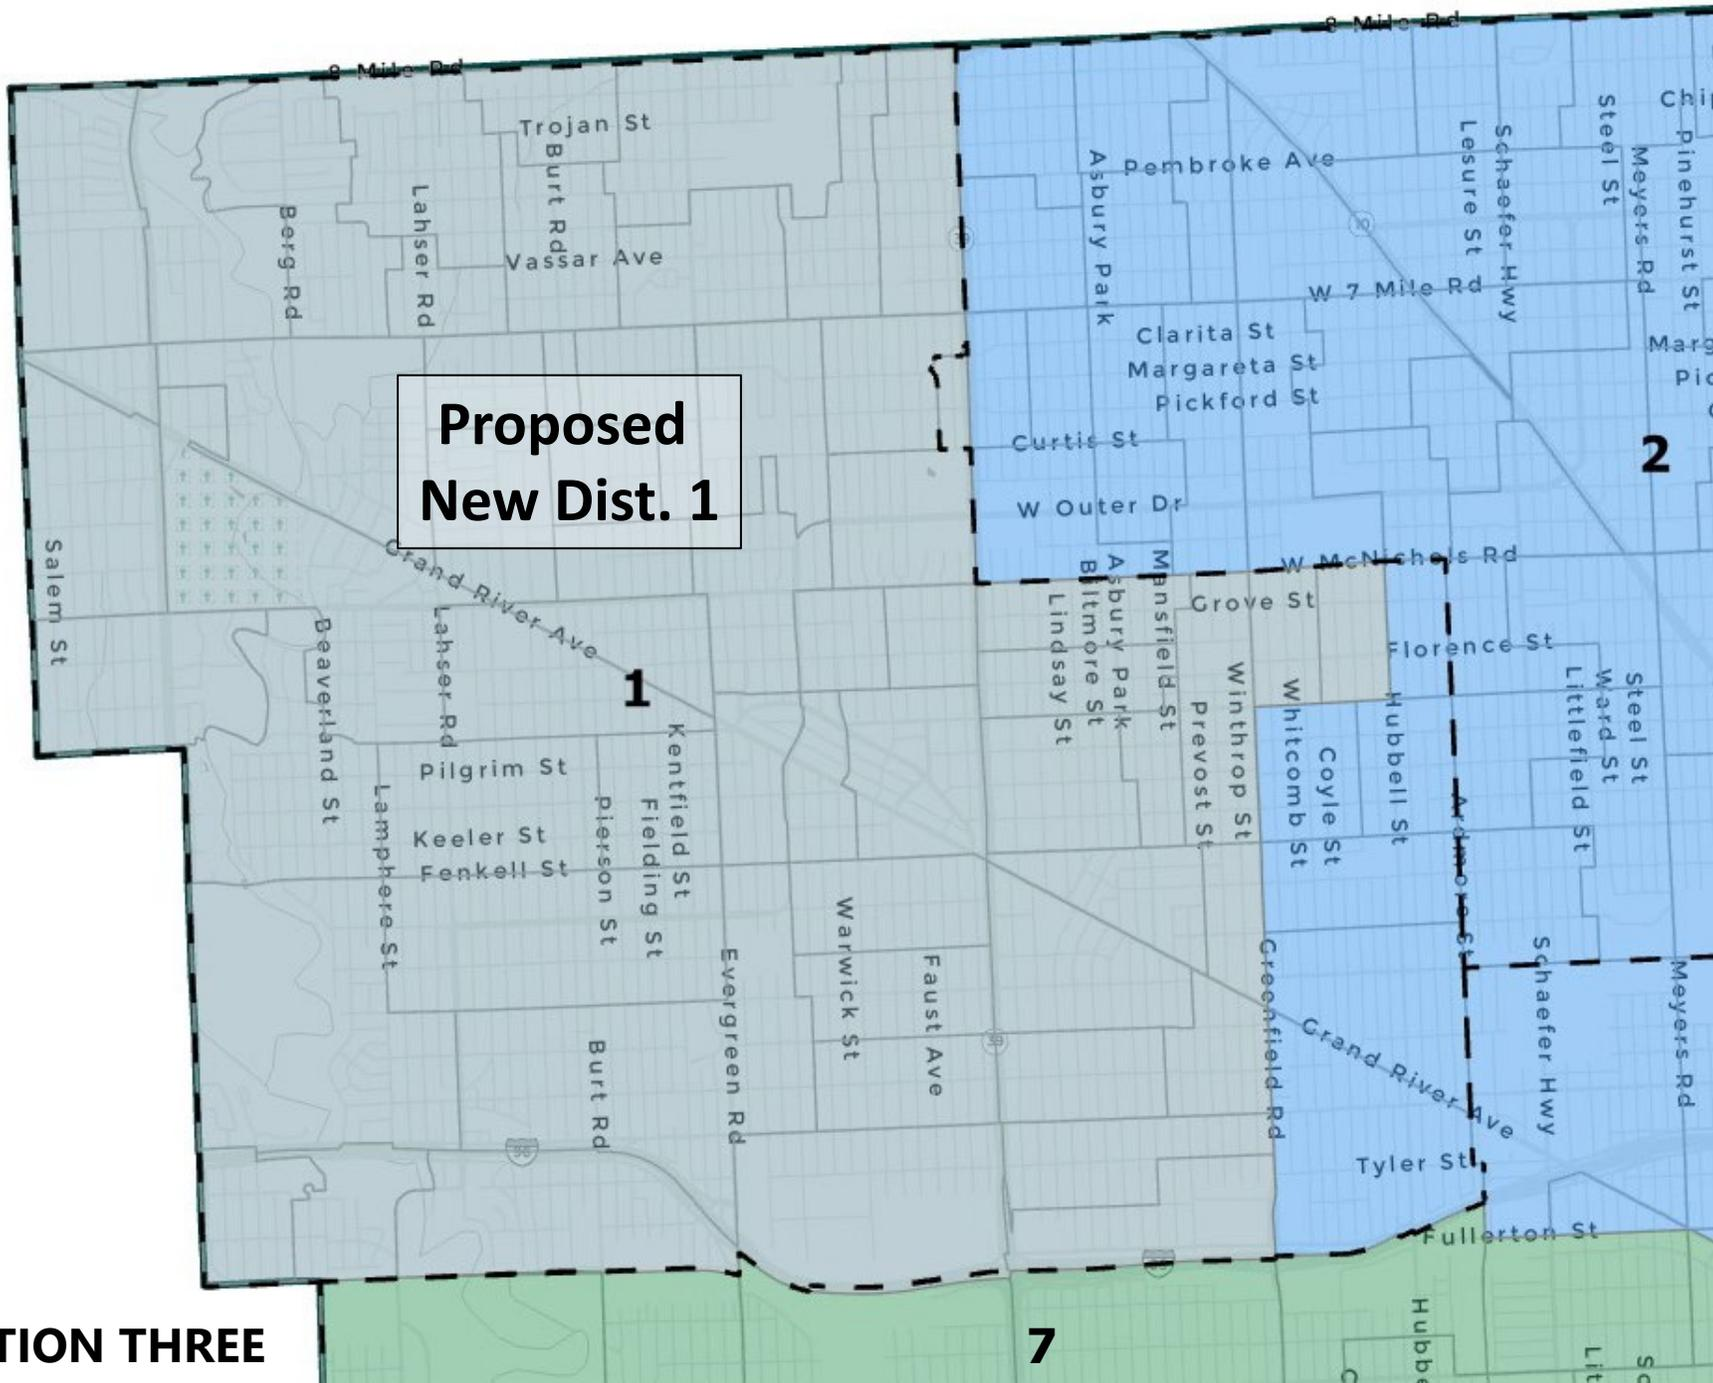 8 Mile Rd
8 Mile Rd
Trojan St
Burt Rd
Lahser Rd
Berg Rd
Vassar Ave
Asbury Park
Pembroke Ave
Lesure St
Schaefer Hwy
Steel St
Meyers Rd
Pinehurst St
W 7 Mile Rd
Clarita St
Margareta St
Pickford St
Curtis St
W Outer Dr
2
Proposed
New Dist. 1
Salem St
Grand River Ave
1
Beaverland St
Lahser Rd
Pilgrim St
Keeler St
Fenkell St
Lamphere St
Pierson St
Fielding St
Kentfield St
W McNichols Rd
Grove St
Florence St
Lindsay St
Biltmore St
Asbury Park
Mansfield St
Prevost St
Winthrop St
Whitcomb St
Coyle St
Hubbell St
Ardmore St
Littlefield St
Ward St
Steel St
Evergreen Rd
Warwick St
Faust Ave
Burt Rd
39
Greenfield Rd
Grand River Ave
Schaefer Hwy
Meyers Rd
Tyler St
Fullerton St
96
TION THREE
7
Hubbe
Lit